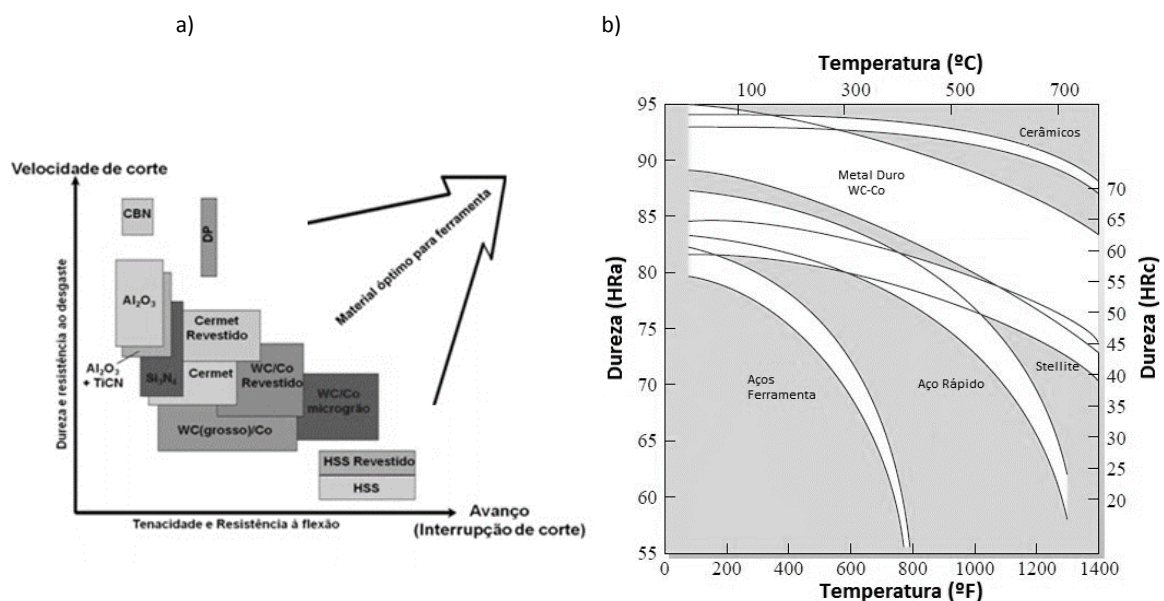 a)
Velocidade de corte
Dureza e resistência ao desgaste
CBN
DP
Al₂O₃
Al₂O₃
+ TiCN
Si₃N₄
Cermet
Revestido
Cermet
WC/Co
Revestido
WC/Co
microgrão
WC(grosso)/Co
HSS Revestido
HSS
Material óptimo para ferramenta
Tenacidade e Resistência á flexão
Avanço
(Interrupção de corte)
b)
Temperatura (ºC)
100
300
500
700
Dureza (HRa)
95
90
85
80
75
70
65
60
55
Cerâmicos
Metal Duro
WC-Co
Aços
Ferramenta
Aço Rápido
Stellite
70
65
60
55
50
45
40
35
30
25
20
Dureza (HRc)
0
200
400
600
800
1000
1200
1400
Temperatura (ºF)